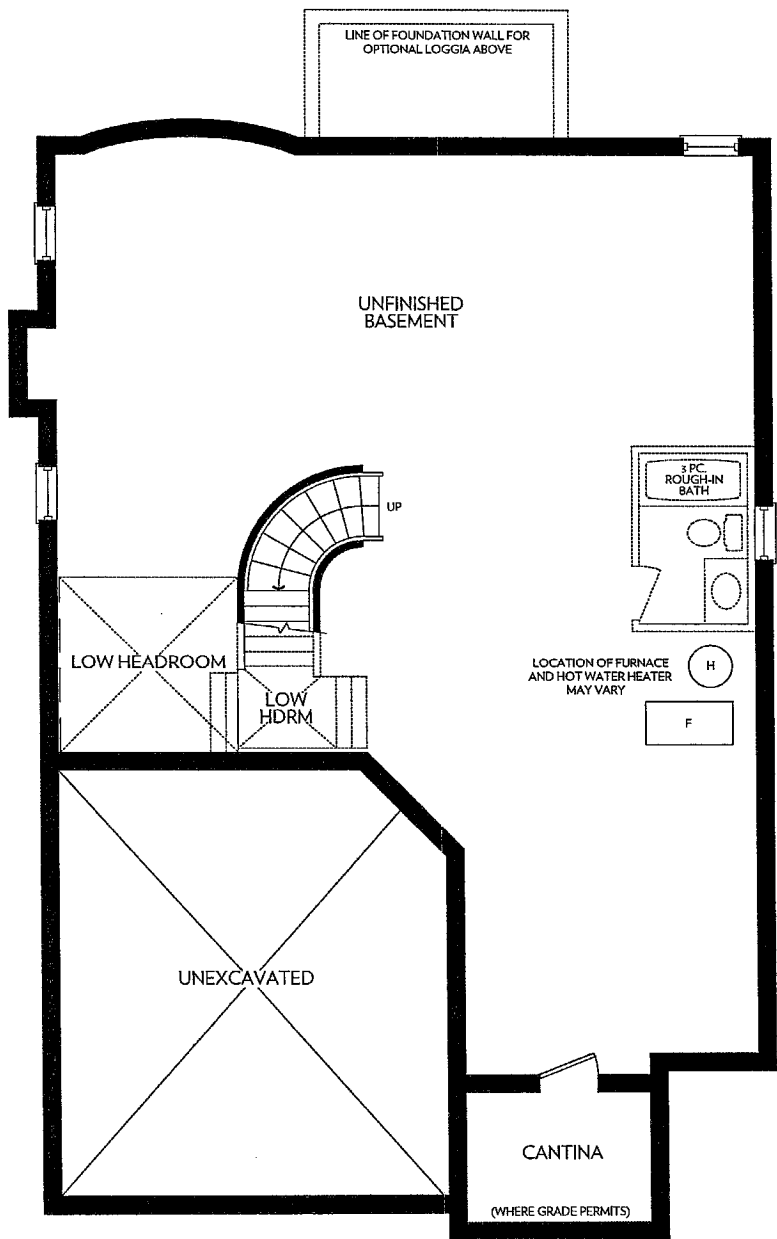 LINE OF FOUNDATION WALL FOR
OPTIONAL LOGGIA ABOVE
UNFINISHED
BASEMENT
3 PC.
ROUGH-IN
BATH
UP
LOW HEADROOM
LOW
HDRM
LOCATION OF FURNACE
AND HOT WATER HEATER
MAY VARY
H
F
UNEXCAVATED
CANTINA
(WHERE GRADE PERMITS)